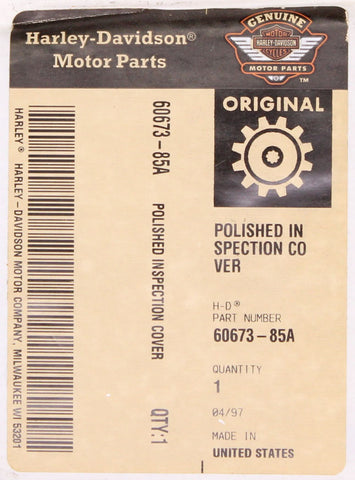 Harley-Davidson®
Motor Parts
GENUINE
MOTOR
HARLEY-DAVIDSON
CYCLES
MOTOR PARTS
™
ORIGINAL
POLISHED IN
SPECTION CO
VER
H-D®
PART NUMBER
60673-85A
QUANTITY
1
04/97
MADE IN
UNITED STATES
60673-85A POLISHED INSPECTION COVER QTY:1
HARLEY® HARLEY-DAVIDSON MOTOR COMPANY, MILWAUKEE WI 53201